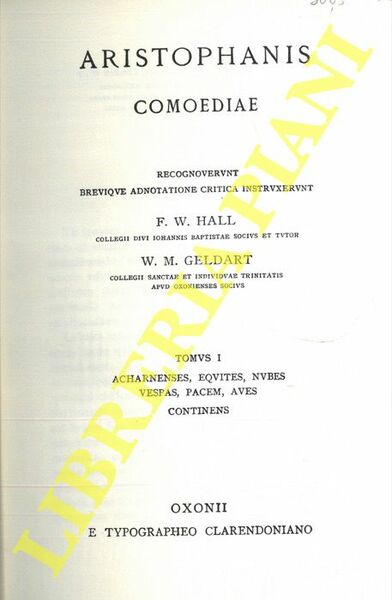 ARISTOPHANIS
COMOEDIAE
RECOGNOVERVNT
BREVIQVE ADNOTATIONE CRITICA INSTRVXERVNT
F. W. HALL
COLLEGII DIVI IOHANNIS BAPTISTAE SOCIVS ET TVTOR
W. M. GELDART
COLLEGII SANCTAE ET INDIVIDVAE TRINITATIS
APVD OXONIENSES SOCIVS
TOMVS I
ACHARNENSES, EQVITES, NVBES
VESPAS, PACEM, AVES
CONTINENS
OXONII
E TYPOGRAPHEO CLARENDONIANO
LIBRERIA PIANI